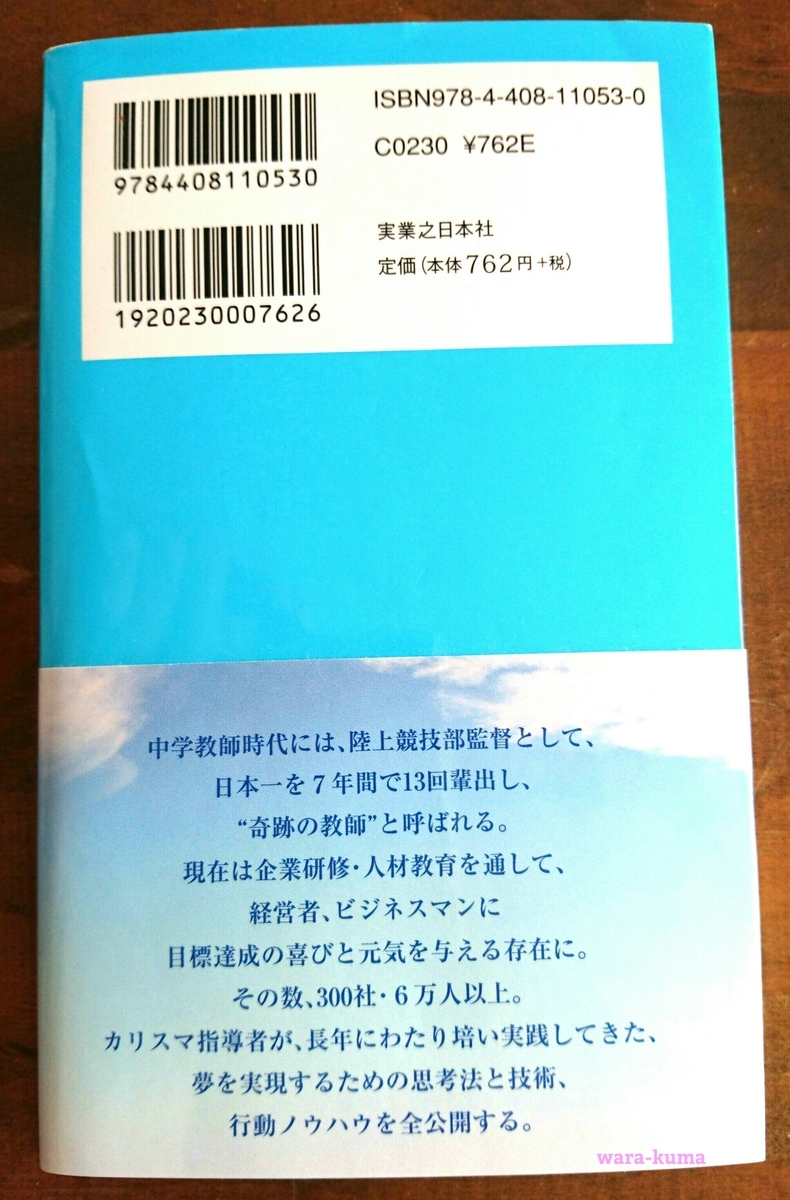 ISBN978-4-408-11053-0
C0230 ¥762E
9784408110530
実業之日本社
定価(本体762円+税)
1920230007626
中学教師時代には、陸上競技部監督として、
日本一を7年間で13回輩出し、
“奇跡の教師”と呼ばれる。
現在は企業研修・人材教育を通して、
経営者、ビジネスマンに
目標達成の喜びと元気を与える存在に。
その数、300社・6万人以上。
カリスマ指導者が、長年にわたり培い実践してきた、
夢を実現するための思考法と技術、
行動ノウハウを全公開する。
wara-kuma